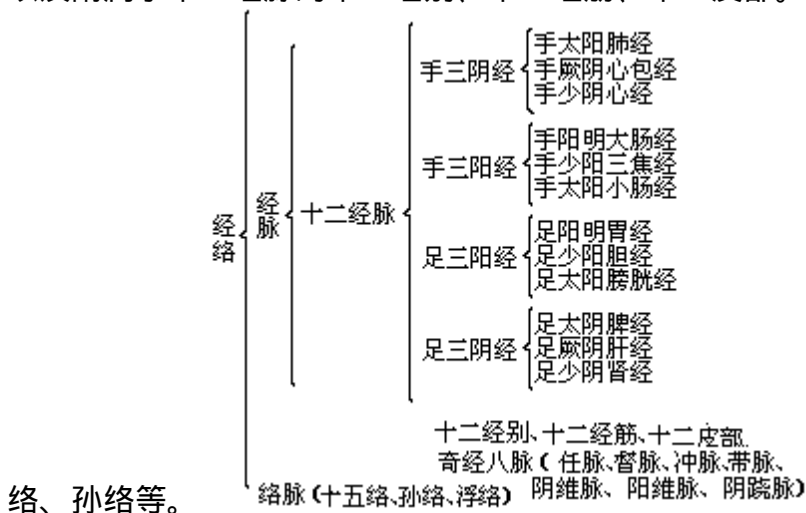 手三阴经
手太阳肺经
手厥阴心包经
手少阴心经
手三阳经
手阳明大肠经
手少阳三焦经
手太阳小肠经
经络
经脉
十二经脉
足三阳经
足阳明胃经
足少阳胆经
足太阳膀胱经
足三阴经
足太阴脾经
足厥阴肝经
足少阴肾经
十二经别、十二经筋、十二皮部.
奇经八脉(任脉、督脉、冲脉、带脉、
阴維脉、阳維脉、阴跷脉)
络脉(十五络、孙络、浮络)
络、孙络等。